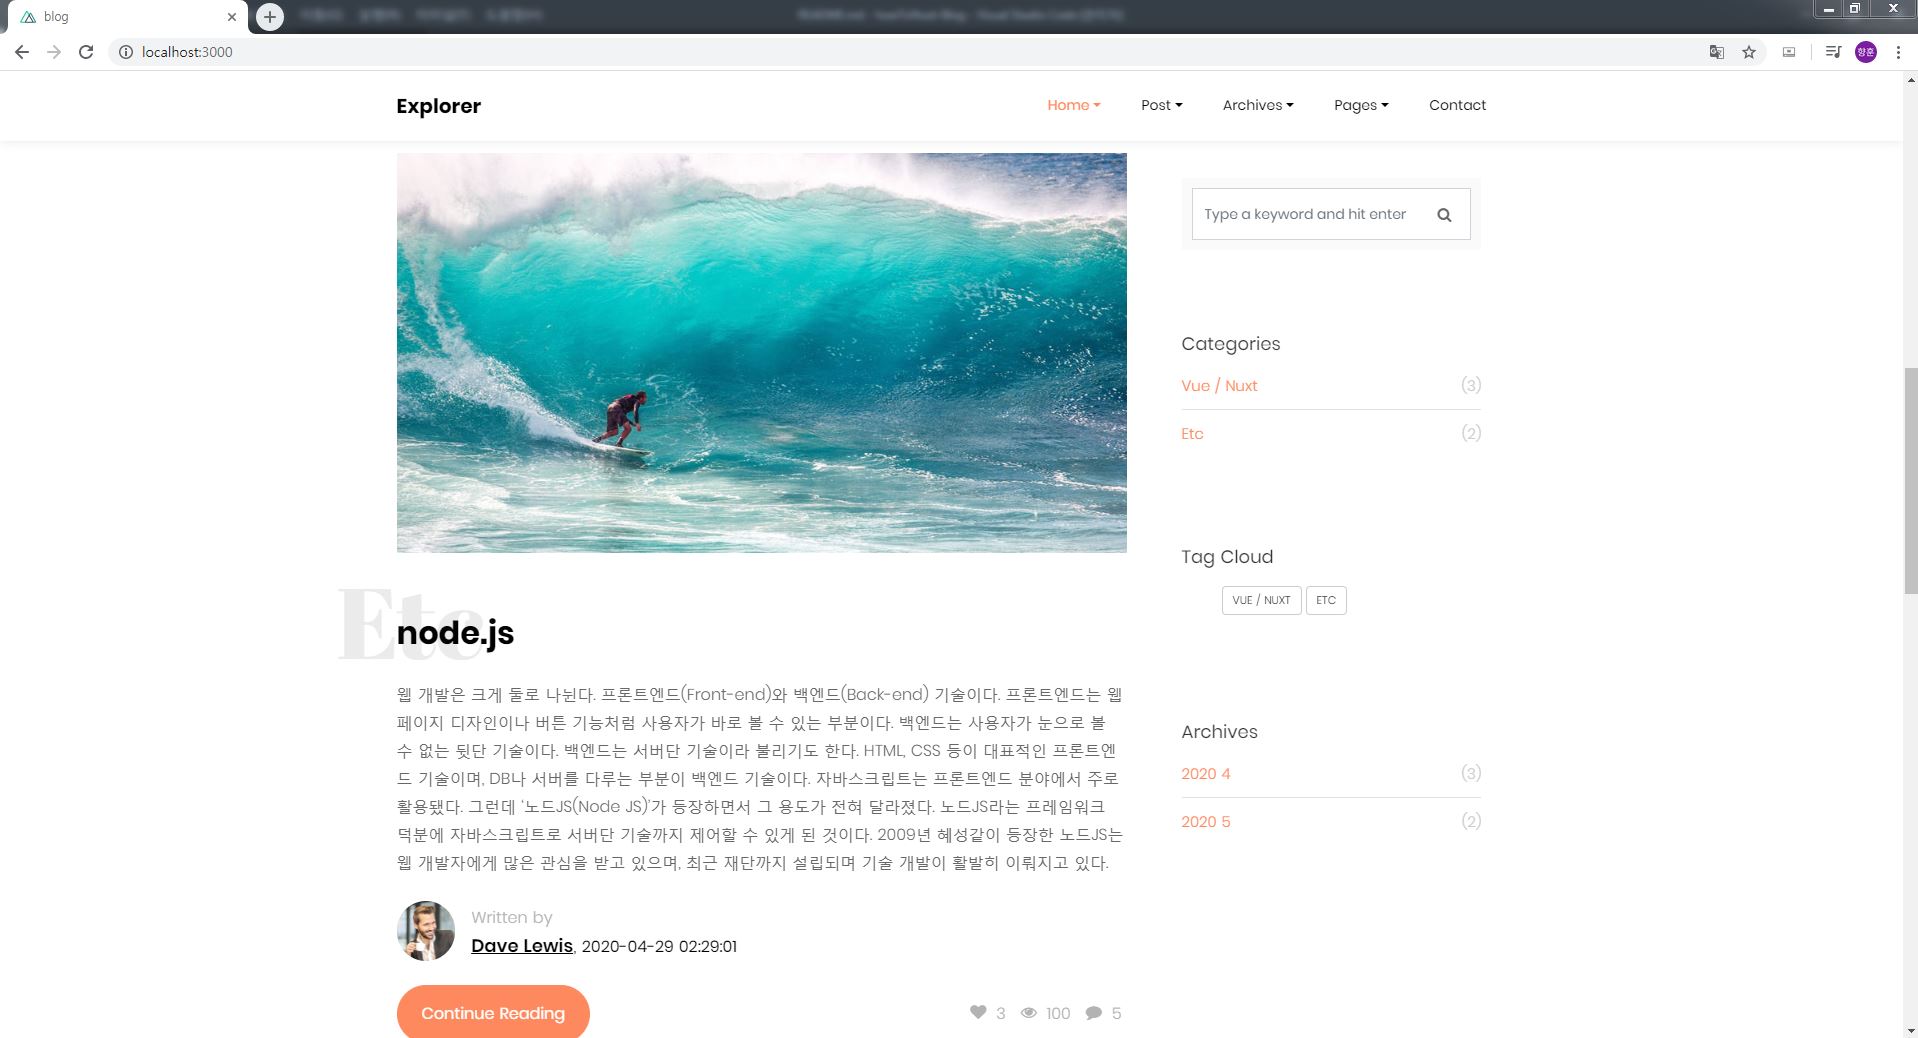 blog
localhost:3000
향훈
Explorer
Home
Post
Archives
Pages
Contact
Type a keyword and hit enter
Categories
Vue / Nuxt (3)
Etc (2)
Tag Cloud
VUE / NUXT
ETC
Archives
2020 4 (3)
2020 5 (2)
Etc
node.js
웹 개발은 크게 둘로 나뉜다. 프론트엔드(Front-end)와 백엔드(Back-end) 기술이다. 프론트엔드는 웹
페이지 디자인이나 버튼 기능처럼 사용자가 바로 볼 수 있는 부분이다. 백엔드는 사용자가 눈으로 볼
수 없는 뒷단 기술이다. 백엔드는 서버단 기술이라 불리기도 한다. HTML, CSS 등이 대표적인 프론트엔
드 기술이며, DB나 서버를 다루는 부분이 백엔드 기술이다. 자바스크립트는 프론트엔드 분야에서 주로
활용됐다. 그런데 ‘노드JS(Node JS)’가 등장하면서 그 용도가 전혀 달라졌다. 노드JS라는 프레임워크
덕분에 자바스크립트로 서버단 기술까지 제어할 수 있게 된 것이다. 2009년 혜성같이 등장한 노드JS는
웹 개발자에게 많은 관심을 받고 있으며, 최근 재단까지 설립되며 기술 개발이 활발히 이뤄지고 있다.
Written by
Dave Lewis, 2020-04-29 02:29:01
Continue Reading
3 100 5